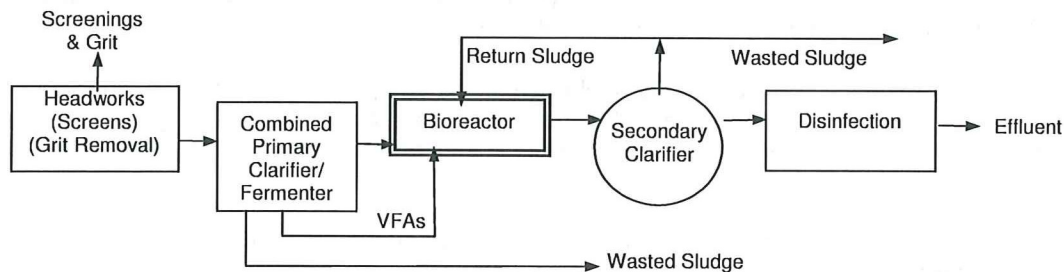 Screenings
& Grit
Return Sludge
Wasted Sludge
Headworks
(Screens)
(Grit Removal)
Combined
Primary
Clarifier/
Fermenter
Bioreactor
Secondary
Clarifier
Disinfection
Effluent
VFAs
Wasted Sludge